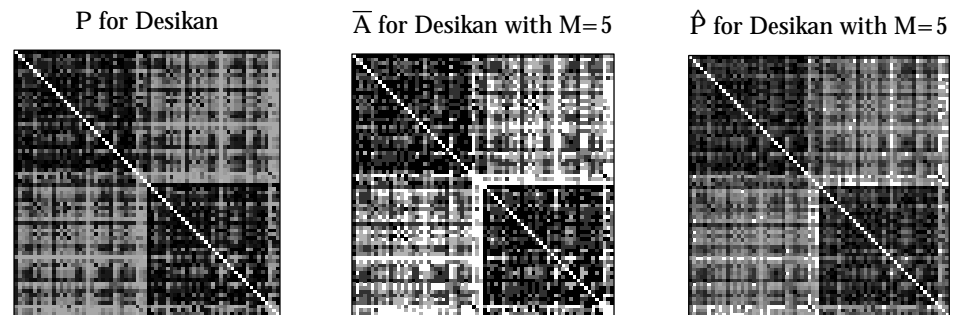 P for Desikan
A̅ for Desikan with M=5
P̂ for Desikan with M=5